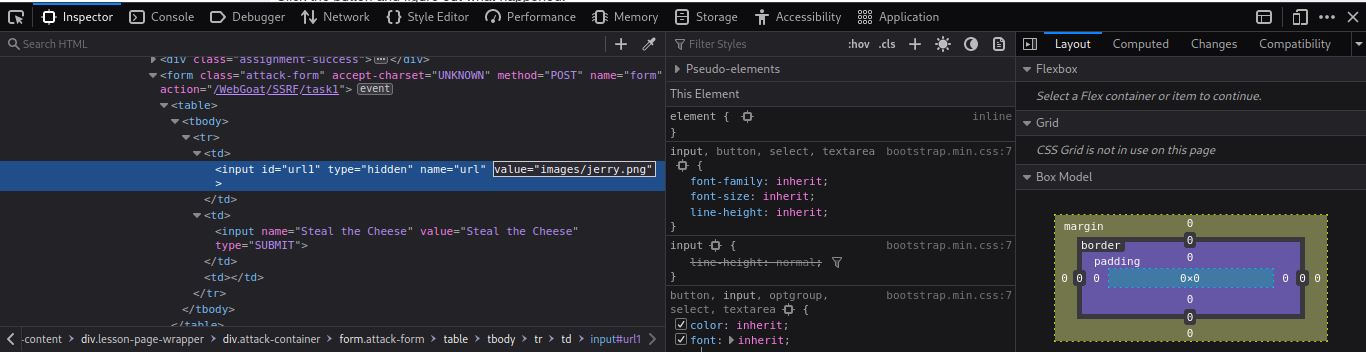 Click the button and figure out what happened.
Inspector Console Debugger Network Style Editor Performance Memory Storage Accessibility Application
Search HTML
<div class="assignment-success"></div>
<form class="attack-form" accept-charset="UNKNOWN" method="POST" name="form"
action="/WebGoat/SSRF/task1"> event
<table>
<tbody>
<tr>
<td>
<input id="url1" type="hidden" name="url" value="images/jerry.png"
>
</td>
<td>
<input name="Steal the Cheese" value="Steal the Cheese"
type="SUBMIT">
</td>
<td></td>
</tr>
</tbody>
</table>
-content div.lesson-page-wrapper div.attack-container form.attack-form table tbody tr td input#url1
Filter Styles :hov .cls
Pseudo-elements
This Element
element { inline
}
input, button, select, textarea bootstrap.min.css:7
{
font-family: inherit;
font-size: inherit;
line-height: inherit;
}
input { bootstrap.min.css:7
line-height: normal;
}
button, input, optgroup, bootstrap.min.css:7
select, textarea {
color: inherit;
font: inherit;
Layout Computed Changes Compatibility
Flexbox
Select a Flex container or item to continue.
Grid
CSS Grid is not in use on this page
Box Model
margin 0
border 0
padding 0
0 0 0 0×0 0 0 0
0
0
0